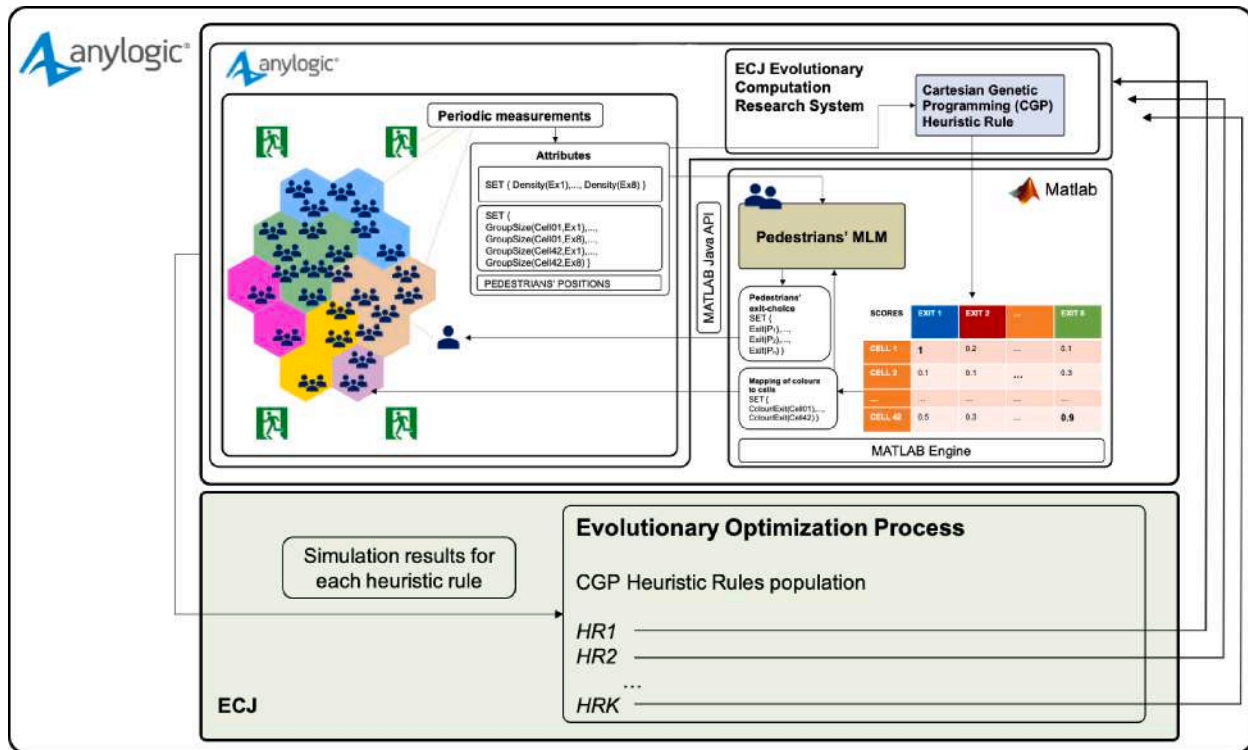 anylogic®
anylogic®
Periodic measurements
Attributes
SET { Density(Ex1),..., Density(Ex8) }
SET {
GroupSize(Cell01,Ex1),...,
GroupSize(Cell01,Ex8),...,
GroupSize(Cell42,Ex1),...,
GroupSize(Cell42,Ex8) }
PEDESTRIANS' POSITIONS
ECJ Evolutionary
Computation
Research System
Cartesian Genetic
Programming (CGP)
Heuristic Rule
MATLAB Java API
Matlab
Pedestrians' MLM
Pedestrians'
exit-choice
SET {
Exit(P₁),...,
Exit(P₂),...,
Exit(Pₙ) }
Mapping of colours
to cells
SET {
ColourExit(Cell01),...,
ColourExit(Cell42) }
SCORES EXIT 1 EXIT 2 ... EXIT 8
CELL 1 1 0.2 ... 0.1
CELL 2 0.1 0.1 ... 0.3
... ... ... ... ...
CELL 42 0.5 0.3 ... 0.9
MATLAB Engine
Simulation results for
each heuristic rule
Evolutionary Optimization Process
CGP Heuristic Rules population
HR1
HR2
...
HRK
ECJ